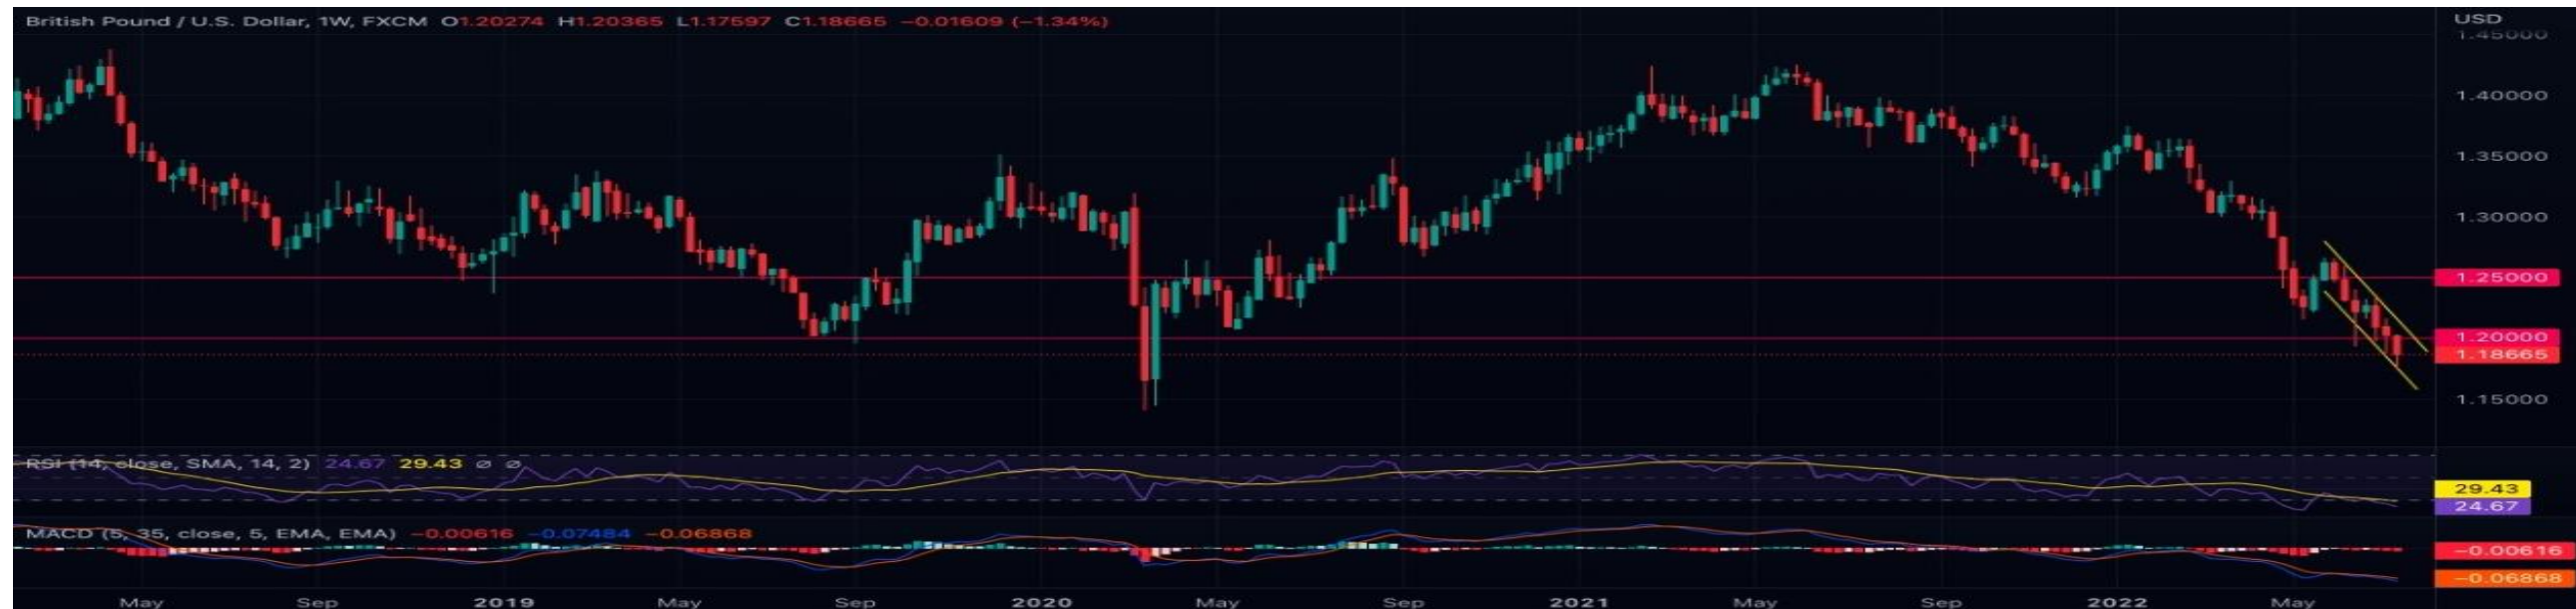 British Pound / U.S. Dollar, 1W, FXCM O1.20274 H1.20365 L1.17597 C1.18665 −0.01609 (−1.34%)
USD
1.45000
1.40000
1.35000
1.30000
1.25000
1.20000
1.18665
1.15000
RSI (14, close, SMA, 14, 2) 24.67 29.43 ∅ ∅
29.43
24.67
MACD (5, 35, close, 5, EMA, EMA) −0.00616 −0.07484 −0.06868
−0.00616
−0.06868
May Sep 2019 May Sep 2020 May Sep 2021 May Sep 2022 May